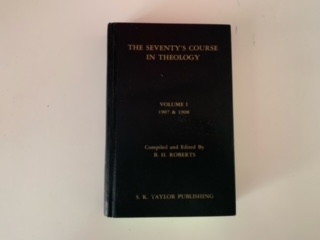 THE SEVENTY'S COURSE
IN THEOLOGY
VOLUME I
1907 & 1908
Compiled and Edited By
B. H. ROBERTS
S. K. TAYLOR PUBLISHING